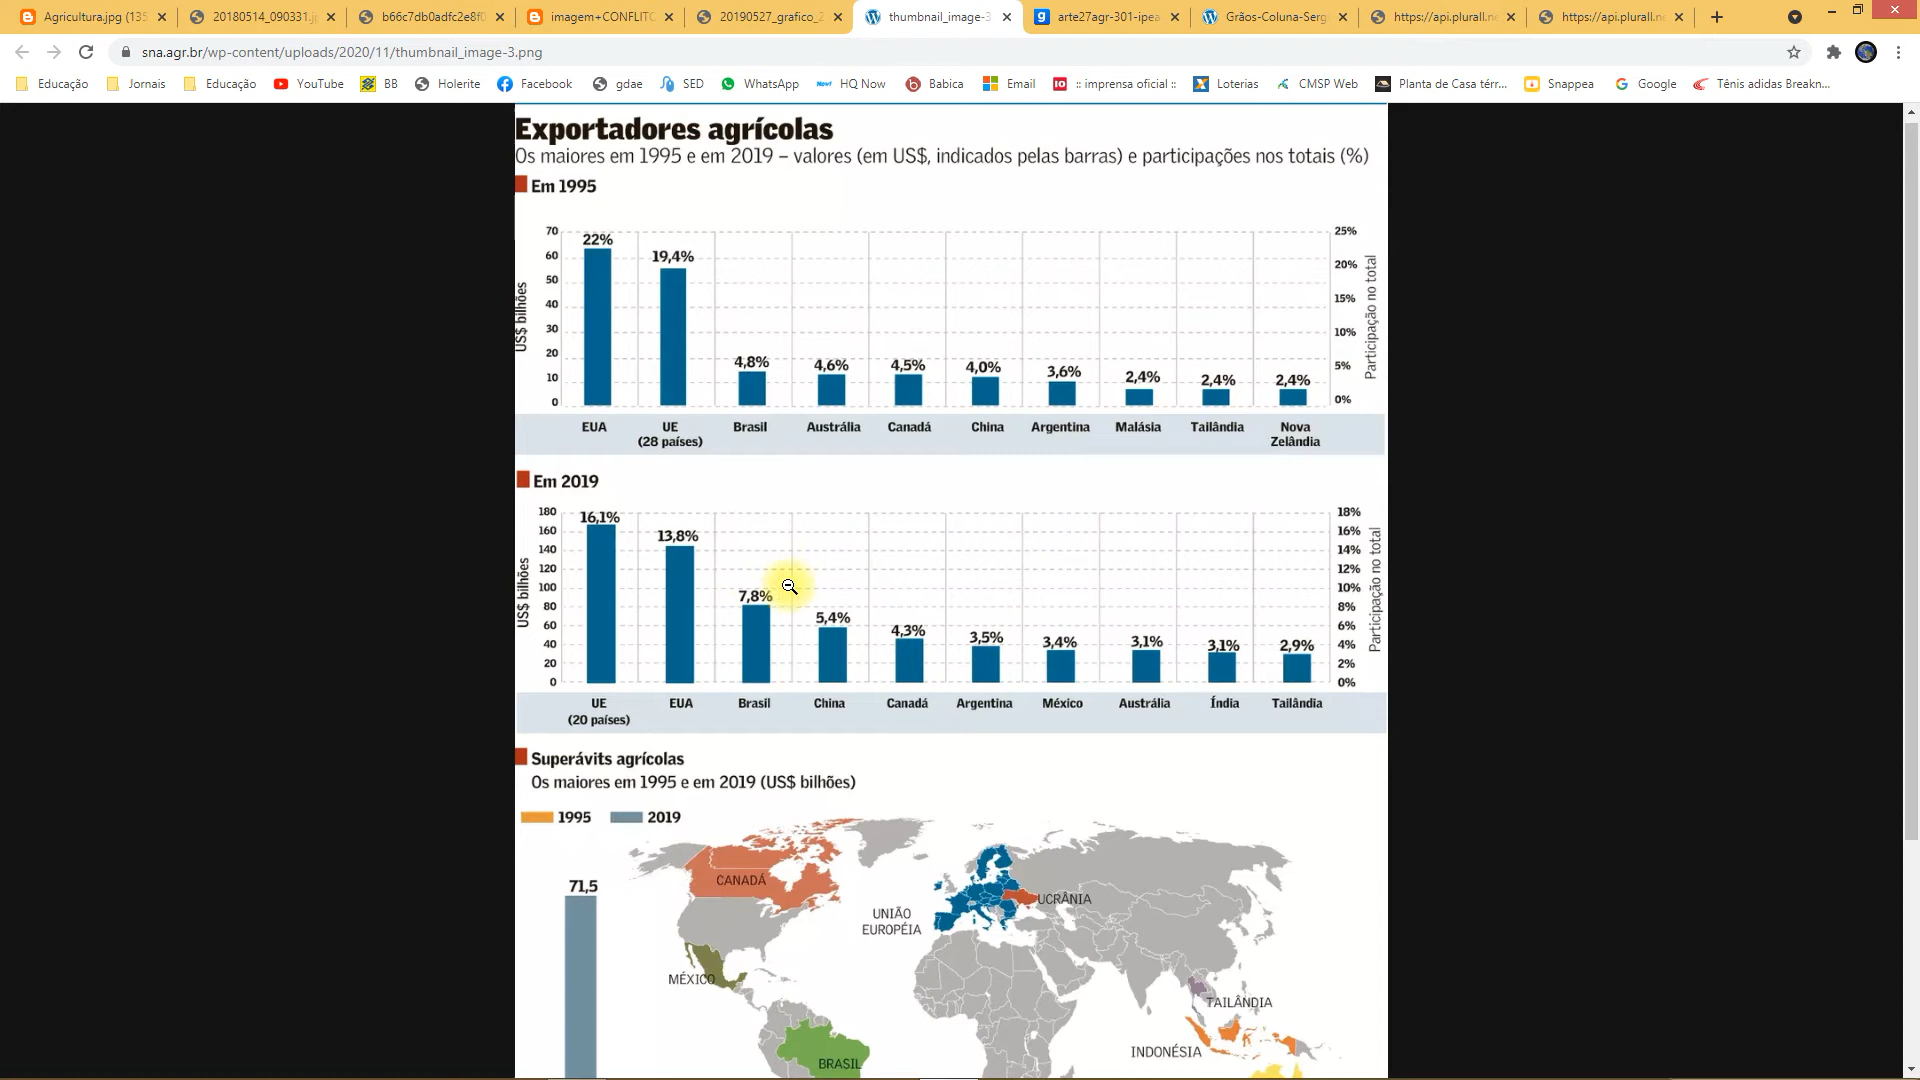 Agricultura.jpg (135
20180514_090331.j
b66c7db0adfc2e8f0
imagem+CONFLITO
20190527_grafico_2
thumbnail_image-3
arte27agr-301-ipea
Grãos-Coluna-Serg
https://api.plurall.ne
https://api.plurall.ne
sna.agr.br/wp-content/uploads/2020/11/thumbnail_image-3.png
Educação Jornais Educação YouTube BB Holerite Facebook gdae SED WhatsApp HQ Now Babica Email :: imprensa oficial :: Loterias CMSP Web Planta de Casa térr... Snappea Google Tênis adidas Breakn...
Exportadores agrícolas
Os maiores em 1995 e em 2019 – valores (em US$, indicados pelas barras) e participações nos totais (%)
Em 1995
US$ bilhões
70
60
50
40
30
20
10
0
22% 19,4% 4,8% 4,6% 4,5% 4,0% 3,6% 2,4% 2,4% 2,4%
25%
20%
15%
10%
5%
0%
Participação no total
EUA
UE
(28 países)
Brasil
Austrália
Canadá
China
Argentina
Malásia
Tailândia
Nova
Zelândia
Em 2019
US$ bilhões
180
160
140
120
100
80
60
40
20
0
16,1% 13,8% 7,8% 5,4% 4,3% 3,5% 3,4% 3,1% 3,1% 2,9%
18%
16%
14%
12%
10%
8%
6%
4%
2%
0%
Participação no total
UE
(20 países)
EUA
Brasil
China
Canadá
Argentina
México
Austrália
Índia
Tailândia
Superávits agrícolas
Os maiores em 1995 e em 2019 (US$ bilhões)
1995 2019
71,5
CANADÁ
UCRÂNIA
UNIÃO
EUROPÉIA
MÉXICO
TAILÂNDIA
INDONÉSIA
BRASIL